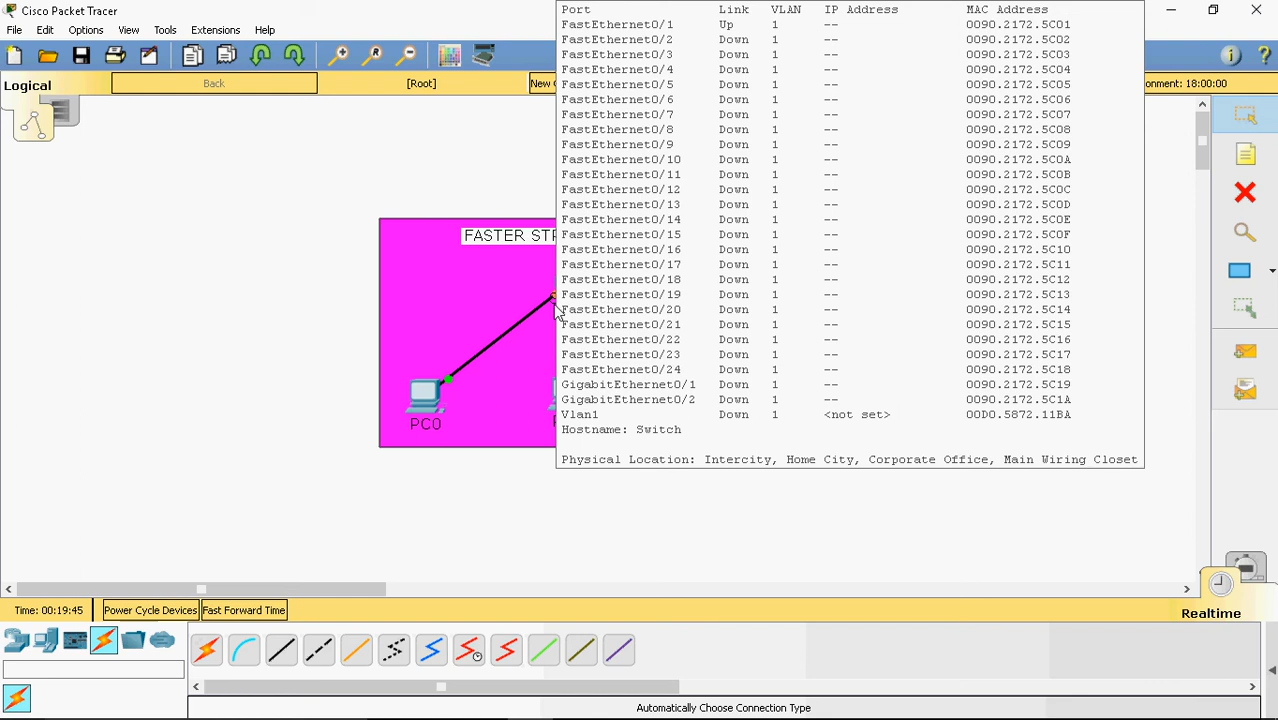 Cisco Packet Tracer
File Edit Options View Tools Extensions Help
Logical
Back
[Root]
New
onment: 18:00:00
Port Link VLAN IP Address MAC Address
FastEthernet0/1 Up 1 -- 0090.2172.5C01
FastEthernet0/2 Down 1 -- 0090.2172.5C02
FastEthernet0/3 Down 1 -- 0090.2172.5C03
FastEthernet0/4 Down 1 -- 0090.2172.5C04
FastEthernet0/5 Down 1 -- 0090.2172.5C05
FastEthernet0/6 Down 1 -- 0090.2172.5C06
FastEthernet0/7 Down 1 -- 0090.2172.5C07
FastEthernet0/8 Down 1 -- 0090.2172.5C08
FastEthernet0/9 Down 1 -- 0090.2172.5C09
FastEthernet0/10 Down 1 -- 0090.2172.5C0A
FastEthernet0/11 Down 1 -- 0090.2172.5C0B
FastEthernet0/12 Down 1 -- 0090.2172.5C0C
FastEthernet0/13 Down 1 -- 0090.2172.5C0D
FastEthernet0/14 Down 1 -- 0090.2172.5C0E
FastEthernet0/15 Down 1 -- 0090.2172.5C0F
FastEthernet0/16 Down 1 -- 0090.2172.5C10
FastEthernet0/17 Down 1 -- 0090.2172.5C11
FastEthernet0/18 Down 1 -- 0090.2172.5C12
FastEthernet0/19 Down 1 -- 0090.2172.5C13
FastEthernet0/20 Down 1 -- 0090.2172.5C14
FastEthernet0/21 Down 1 -- 0090.2172.5C15
FastEthernet0/22 Down 1 -- 0090.2172.5C16
FastEthernet0/23 Down 1 -- 0090.2172.5C17
FastEthernet0/24 Down 1 -- 0090.2172.5C18
GigabitEthernet0/1 Down 1 -- 0090.2172.5C19
GigabitEthernet0/2 Down 1 -- 0090.2172.5C1A
Vlan1 Down 1 <not set> 00D0.5872.11BA
Hostname: Switch
Physical Location: Intercity, Home City, Corporate Office, Main Wiring Closet
FASTER STR
PC0
Time: 00:19:45
Power Cycle Devices
Fast Forward Time
Realtime
Automatically Choose Connection Type